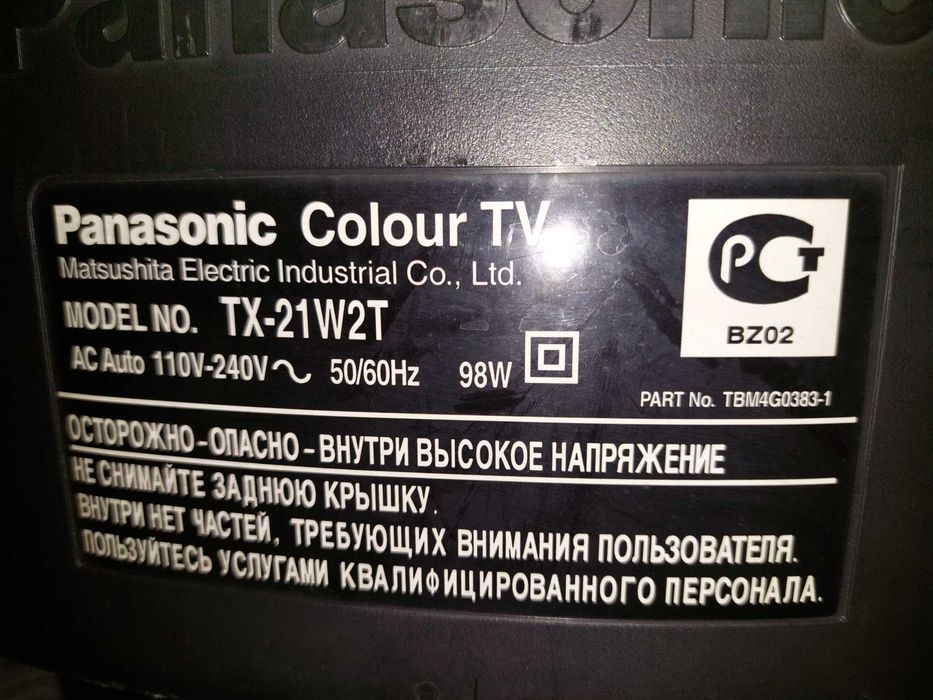 Panasonic
Panasonic Colour TV
Matsushita Electric Industrial Co., Ltd.
MODEL NO. TX-21W2T
AC Auto 110V-240V∼ 50/60Hz 98W
РСТ
BZ02
PART No. TBM4G0383-1
ОСТОРОЖНО-ОПАСНО-ВНУТРИ ВЫСОКОЕ НАПРЯЖЕНИЕ
НЕ СНИМАЙТЕ ЗАДНЮЮ КРЫШКУ.
ВНУТРИ НЕТ ЧАСТЕЙ, ТРЕБУЮЩИХ ВНИМАНИЯ ПОЛЬЗОВАТЕЛЯ.
ПОЛЬЗУЙТЕСЬ УСЛУГАМИ КВАЛИФИЦИРОВАННОГО ПЕРСОНАЛА.